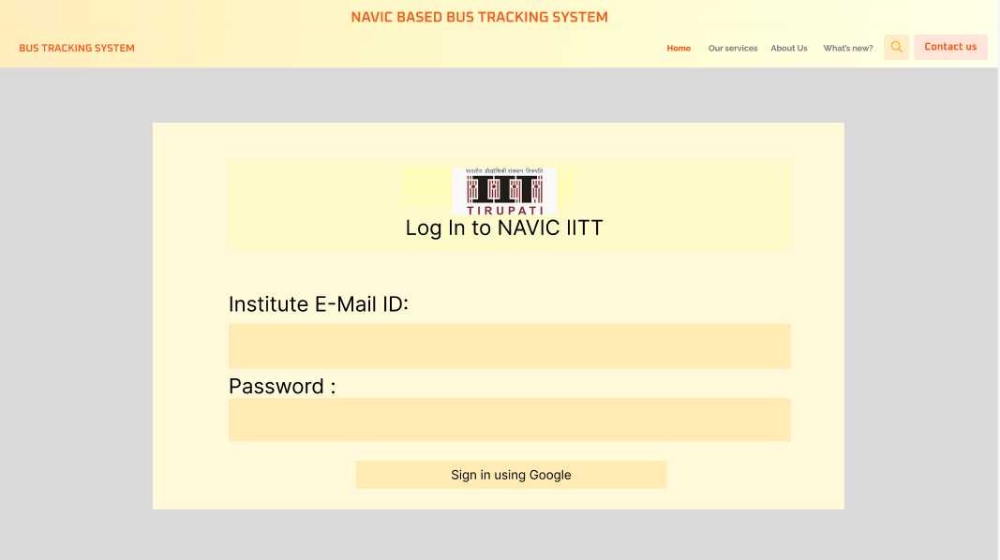 NAVIC BASED BUS TRACKING SYSTEM
BUS TRACKING SYSTEM
Home
Our services
About Us
What's new?
Contact us
भारतीय प्रौद्योगिकी संस्थान तिरुपति
IIT
TIRUPATI
Log In to NAVIC IITT
Institute E-Mail ID:
Password :
Sign in using Google